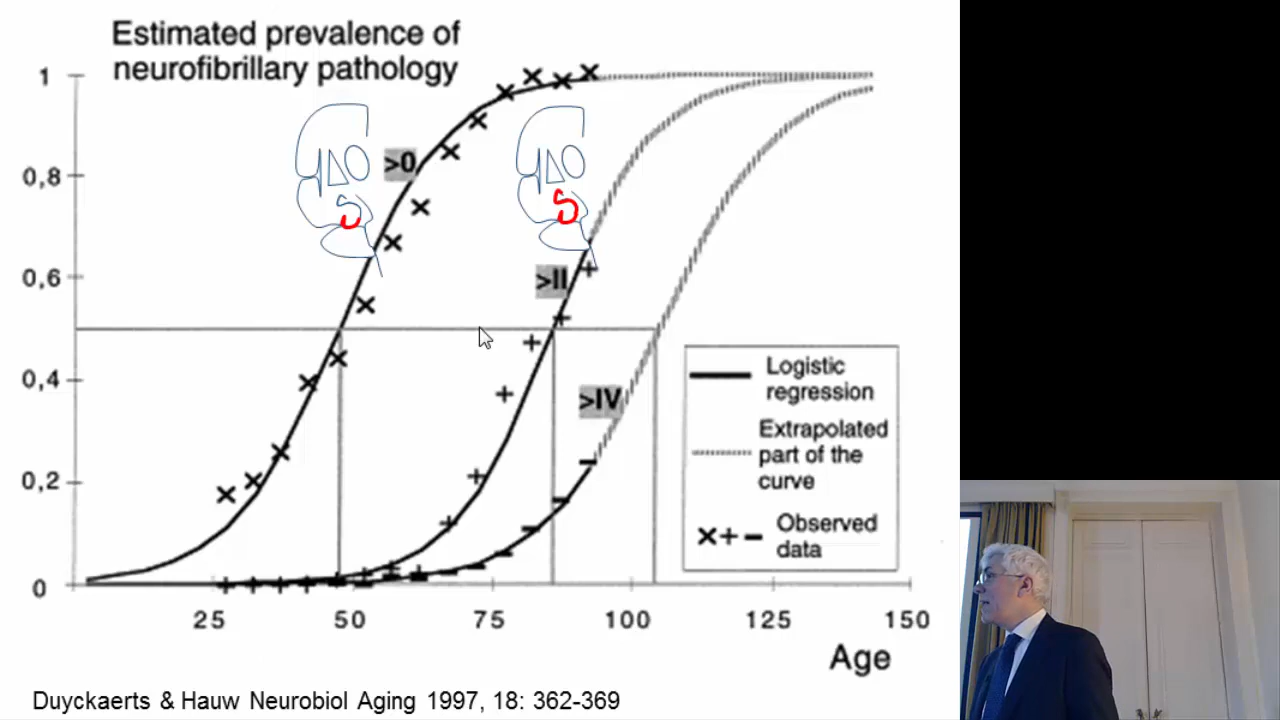 Estimated prevalence of
neurofibrillary pathology
1
0,8
0,6
0,4
0,2
0
>0
>II
>IV
Logistic
regression
Extrapolated
part of the
curve
Observed
data
25 50 75 100 125 150
Age
Duyckaerts & Hauw Neurobiol Aging 1997, 18: 362-369